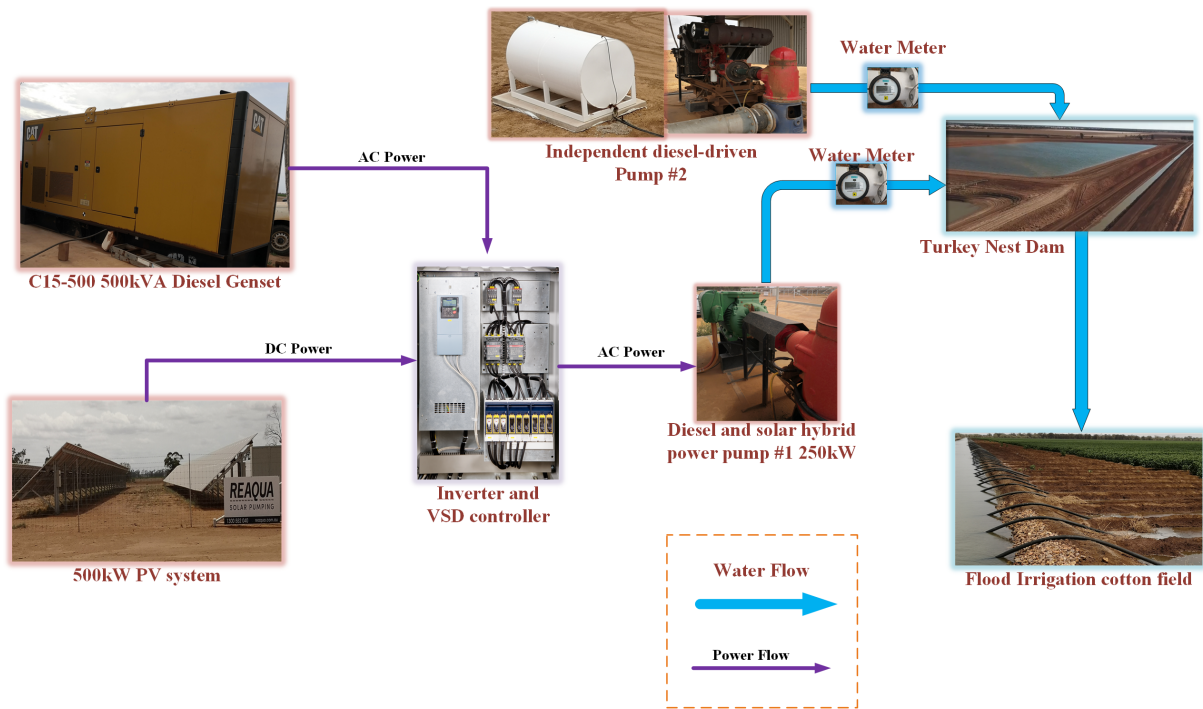 Water Meter
CAT
CAT
AC Power
Independent diesel-driven
Pump #2
Water Meter
C15-500 500kVA Diesel Genset
Turkey Nest Dam
DC Power
AC Power
Diesel and solar hybrid
power pump #1 250kW
REAQUA
SOLAR PUMPING
Inverter and
VSD controller
500kW PV system
Flood Irrigation cotton field
Water Flow
Power Flow